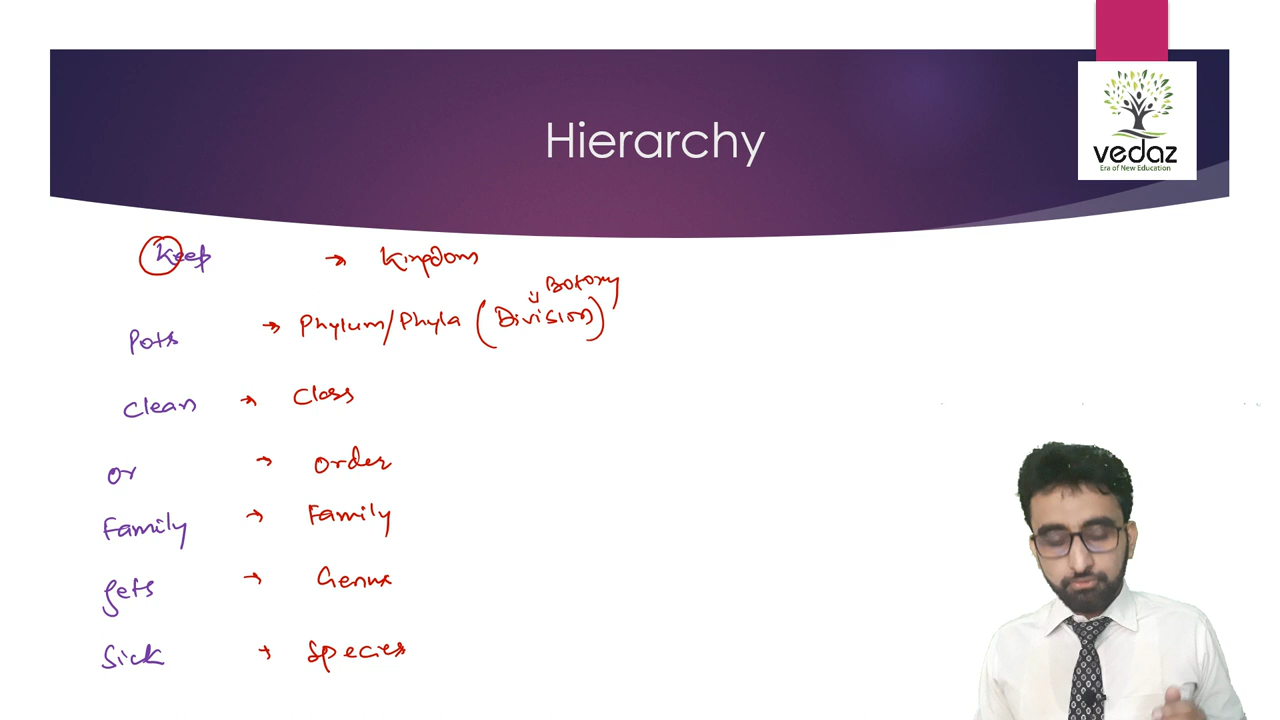 Hierarchy
vedaz
Era of New Education
Keep → Kingdom
Botany
Pots → Phylum/Phyla (Division)
Clean → Class
or → order
Family → Family
gets → Genus
Sick → Species